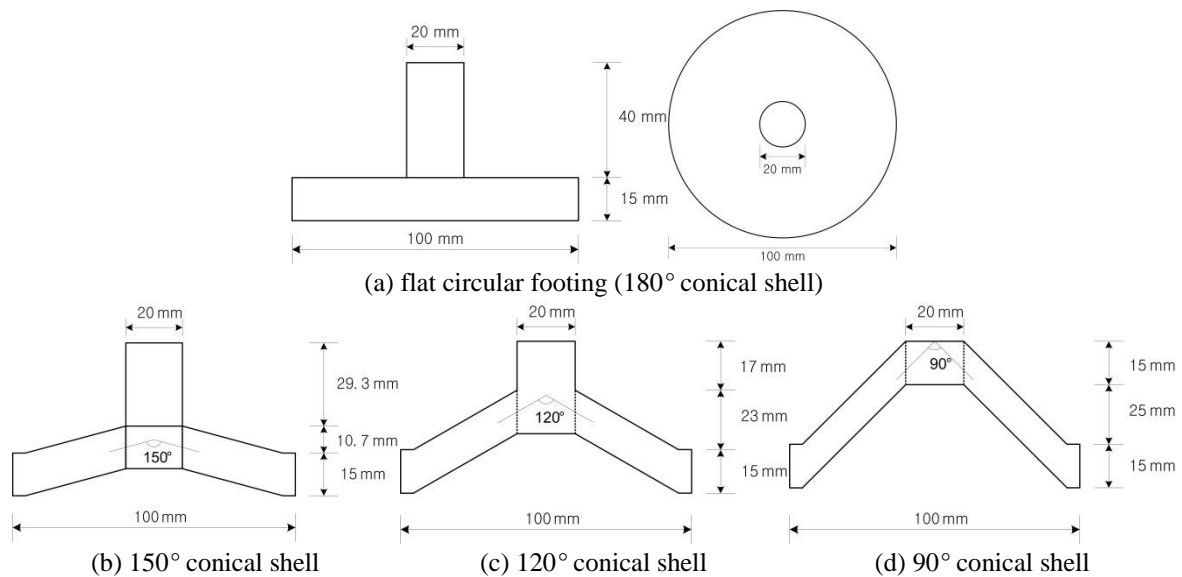 20 mm
40 mm
15 mm
100 mm
20 mm
100 mm
(a) flat circular footing (180° conical shell)
20 mm
29.3 mm
10.7 mm
15 mm
150°
100 mm
20 mm
17 mm
23 mm
15 mm
120°
100 mm
20 mm
15 mm
25 mm
15 mm
90°
100 mm
(b) 150° conical shell
(c) 120° conical shell
(d) 90° conical shell